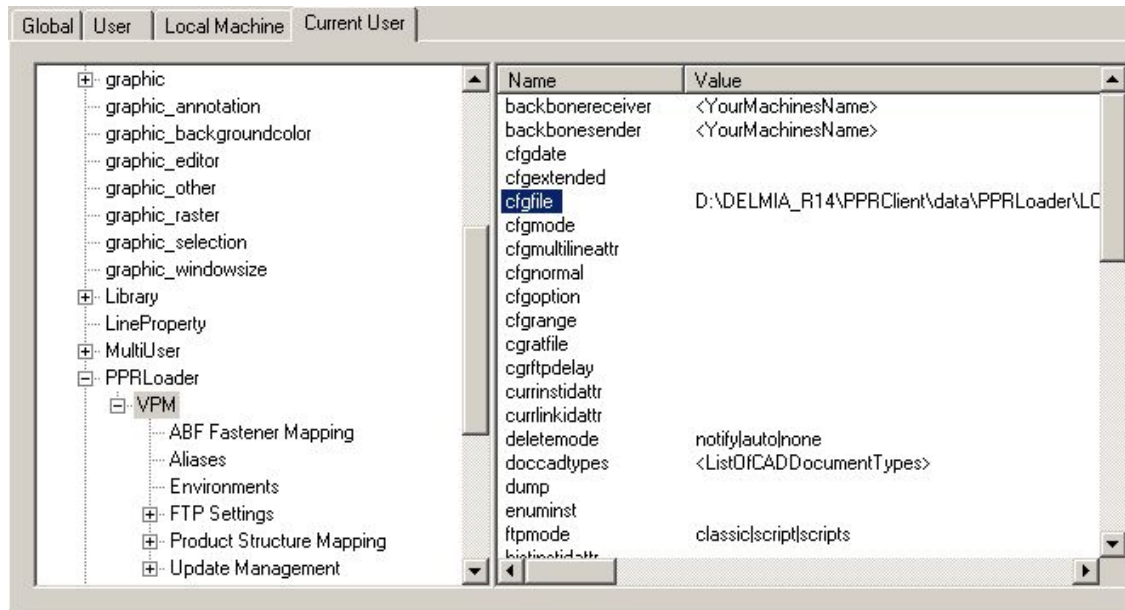 Global User Local Machine Current User
graphic
graphic_annotation
graphic_backgroundcolor
graphic_editor
graphic_other
graphic_raster
graphic_selection
graphic_windowsize
Library
LineProperty
MultiUser
PPRLoader
VPM
ABF Fastener Mapping
Aliases
Environments
FTP Settings
Product Structure Mapping
Update Management
Name Value
backbonereceiver <YourMachinesName>
backbonesender <YourMachinesName>
cfgdate
cfgextended
cfgfile D:\DELMIA_R14\PPRClient\data\PPRLoader\LC
cfgmode
cfgmultilineattr
cfgnormal
cfgoption
cfgrange
cgratfile
cgrftpdelay
currinstidattr
currlinkidattr
deletemode notify|auto|none
doccadtypes <ListOfCADDocumentTypes>
dump
enuminst
ftpmode classic|script|scripts